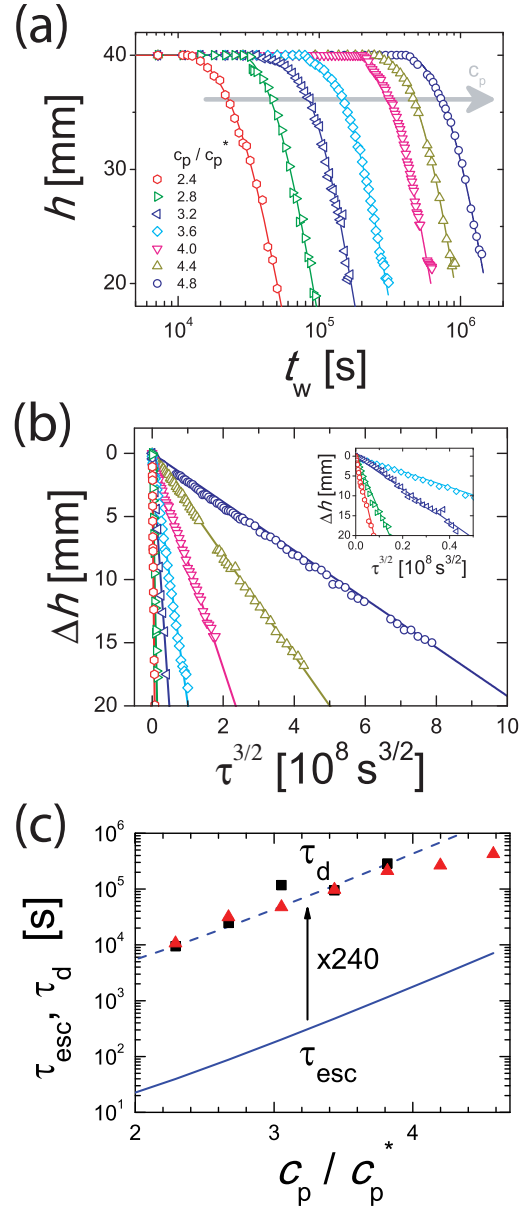 (a)
40
30
20
h [mm]
c_p
c_p / c_p^*
2.4
2.8
3.2
3.6
4.0
4.4
4.8
10^4 10^5 10^6
t_w [s]
(b)
0
5
10
15
20
Δh [mm]
0
5
10
15
20
Δh [mm]
0.0 0.2 0.4
τ^{3/2} [10^8 s^{3/2}]
0 2 4 6 8 10
τ^{3/2} [10^8 s^{3/2}]
(c)
10^6
10^5
10^4
10^3
10^2
10^1
τ_esc, τ_d [s]
τ_d
x240
τ_esc
2 3 4
c_p / c_p^*